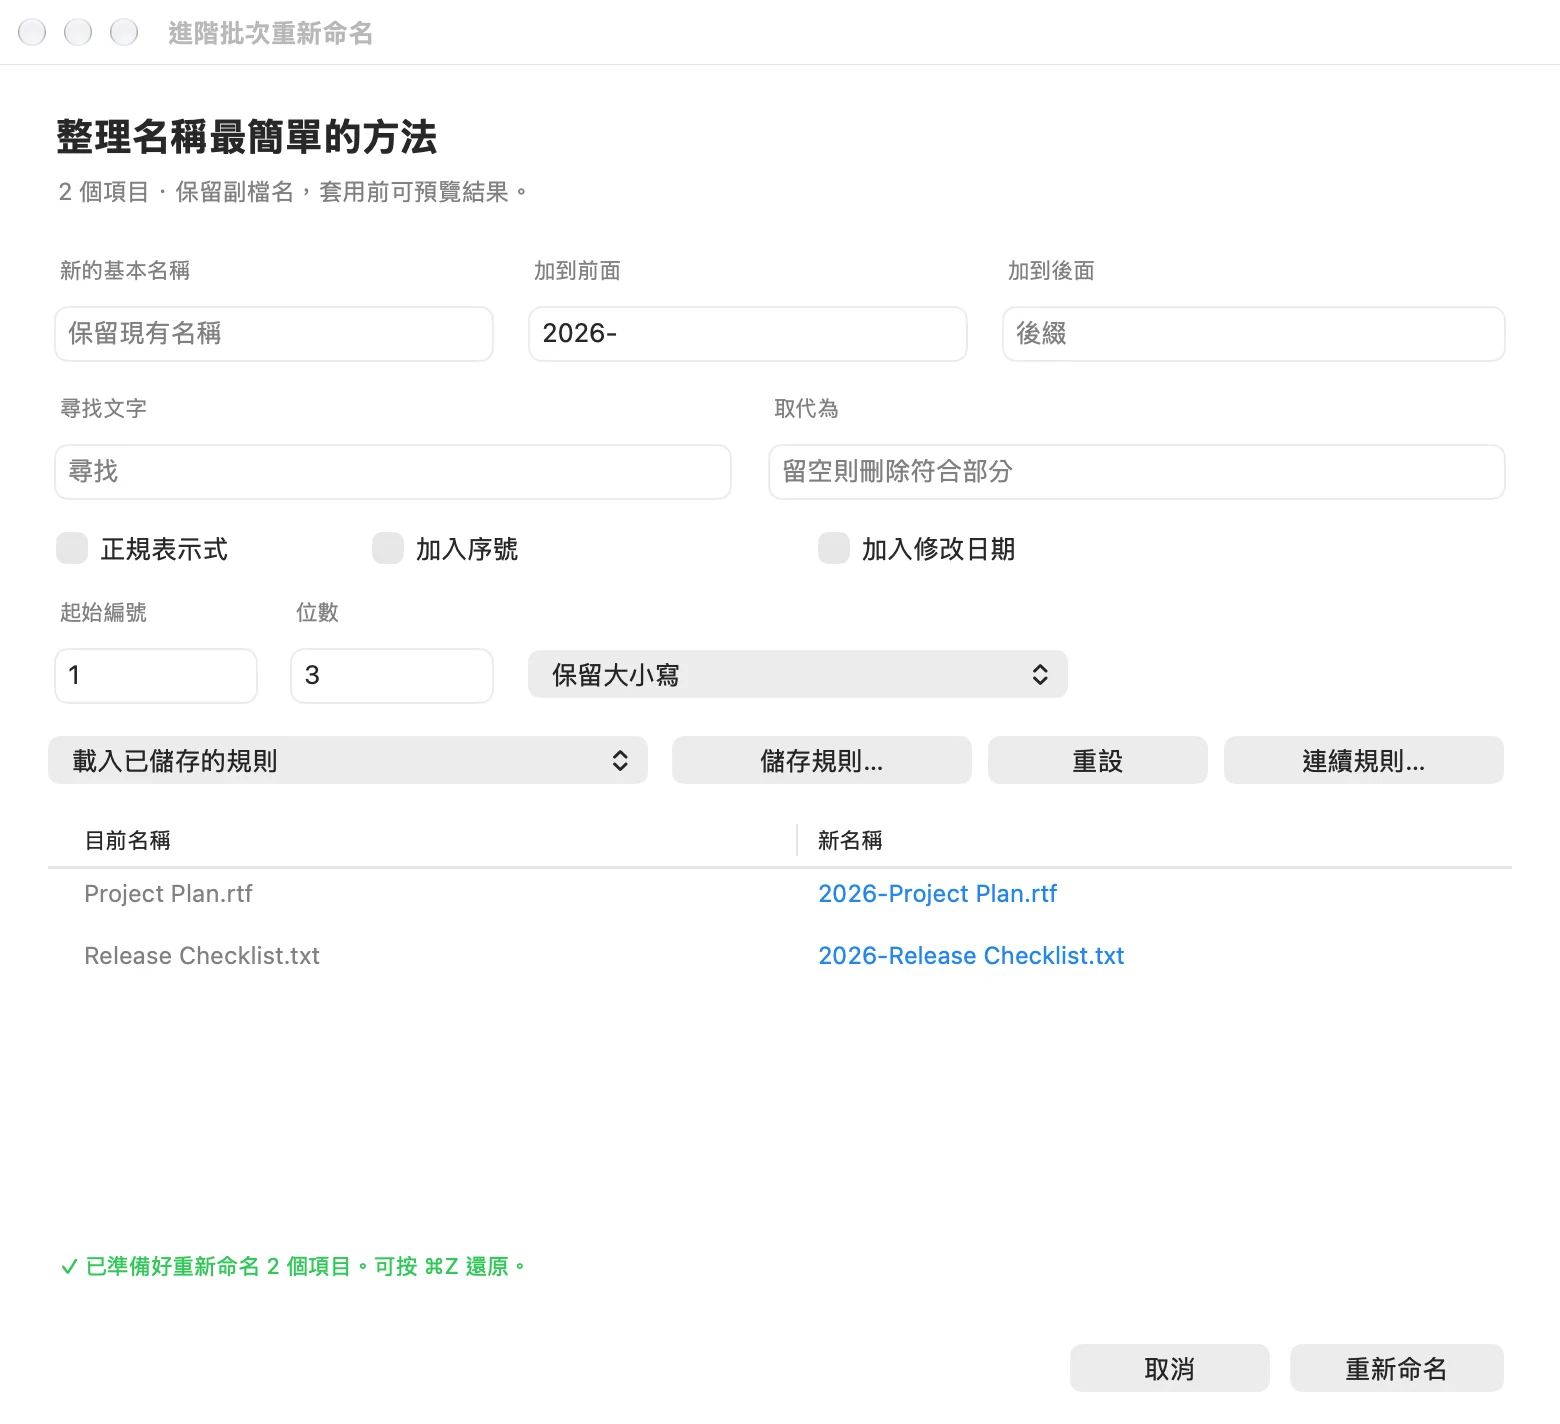 進階批次重新命名
整理名稱最簡單的方法
2 個項目 · 保留副檔名，套用前可預覽結果。
新的基本名稱 加到前面 加到後面
保留現有名稱 2026- 後綴
尋找文字 取代為
尋找 留空則刪除符合部分
正規表示式 加入序號 加入修改日期
起始編號 位數
1 3 保留大小寫
載入已儲存的規則 儲存規則... 重設 連續規則...
目前名稱 新名稱
Project Plan.rtf 2026-Project Plan.rtf
Release Checklist.txt 2026-Release Checklist.txt
✓ 已準備好重新命名 2 個項目。可按 ⌘Z 還原。
取消 重新命名